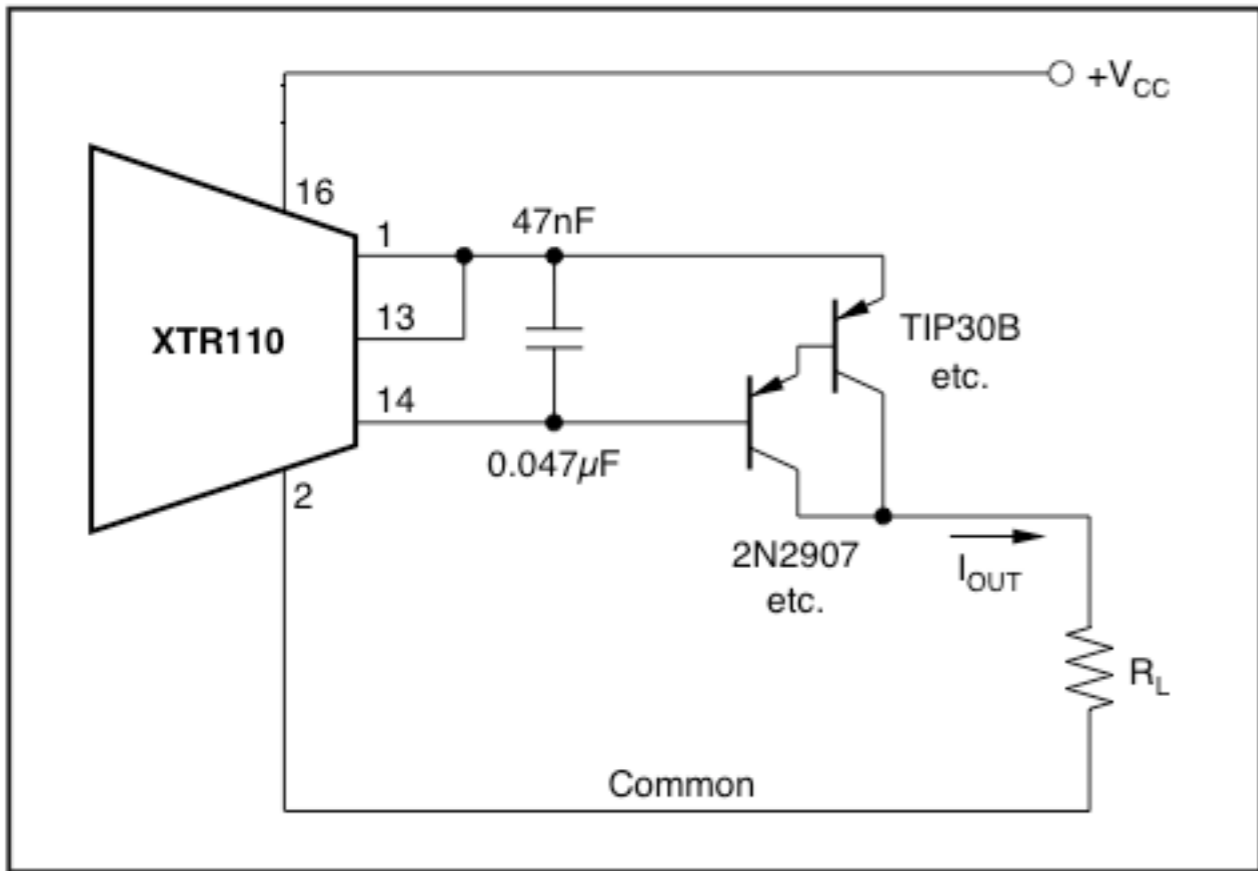 +VCC
16
1
47nF
13
XTR110
TIP30B
etc.
14
0.047µF
2
2N2907
etc.
IOUT
RL
Common